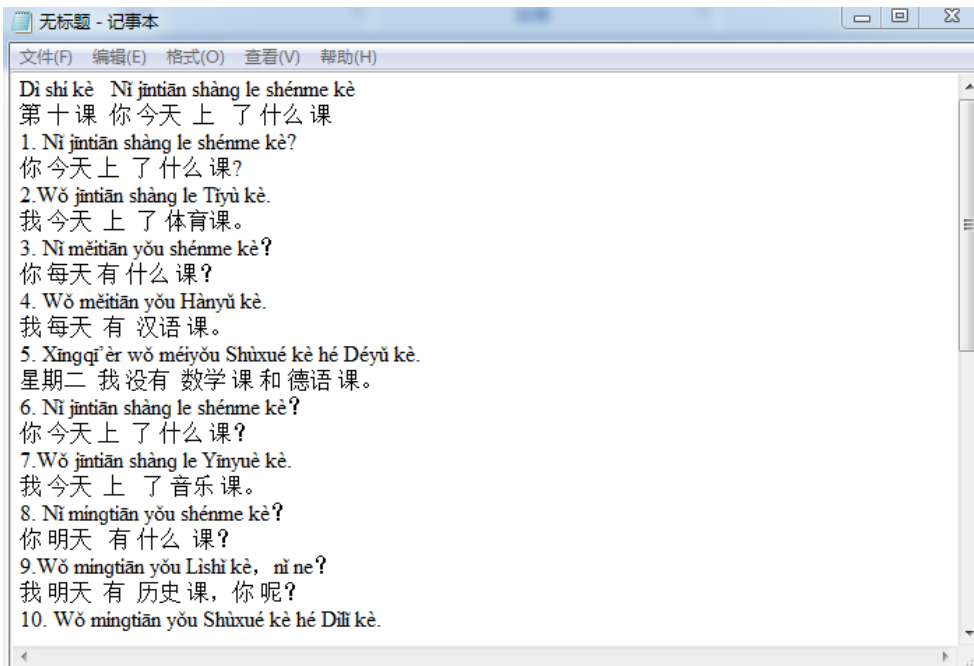 无标题 - 记事本
文件(F) 编辑(E) 格式(O) 查看(V) 帮助(H)
Dì shí kè   Nǐ jīntiān shàng le shénme kè
第 十 课  你 今天  上   了 什么 课
1. Nǐ jīntiān shàng le shénme kè?
你 今天 上  了 什么 课?
2.Wǒ jīntiān shàng le Tǐyù kè.
我 今天  上  了 体育课。
3. Nǐ měitiān yǒu shénme kè？
你 每天 有 什么 课？
4. Wǒ měitiān yǒu Hànyǔ kè.
我 每天  有  汉语 课。
5. Xīngqī’èr wǒ méiyǒu Shùxué kè hé Déyǔ kè.
星期二  我 没有  数学 课 和 德语 课。
6. Nǐ jīntiān shàng le shénme kè？
你 今天 上  了 什么 课？
7.Wǒ jīntiān shàng le Yīnyuè kè.
我 今天  上   了 音乐 课。
8. Nǐ míngtiān yǒu shénme kè？
你 明天   有 什么  课？
9.Wǒ míngtiān yǒu Lìshǐ kè，nǐ ne？
我 明天  有  历史 课，你 呢？
10. Wǒ míngtiān yǒu Shùxué kè hé Dìlǐ kè.